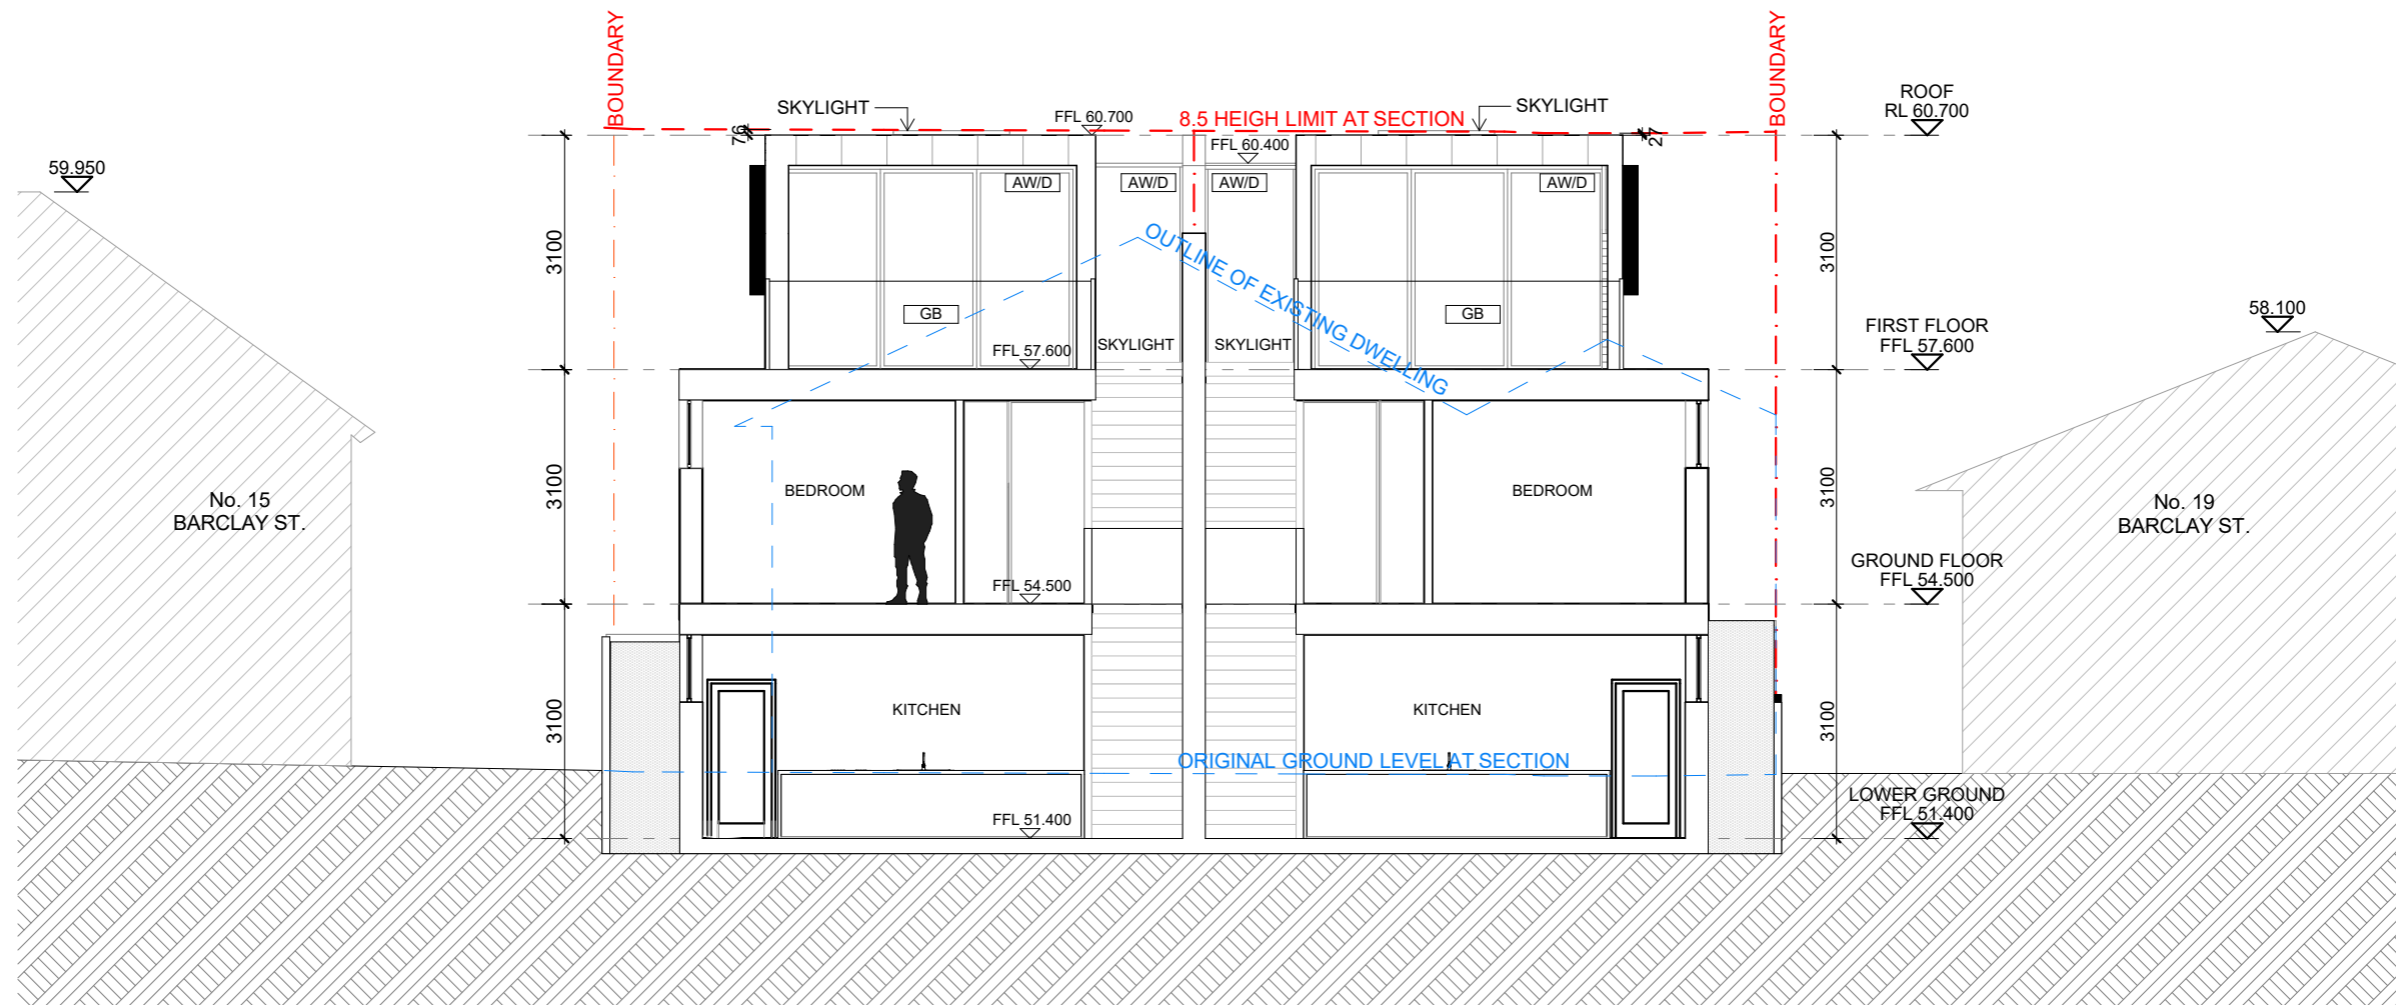 BOUNDARY
BOUNDARY
SKYLIGHT
FFL 60.700
8.5 HEIGH LIMIT AT SECTION
SKYLIGHT
ROOF
RL 60.700
76
27
FFL 60.400
59.950
AW/D
AW/D
AW/D
AW/D
3100
3100
OUTLINE OF EXISTING DWELLING
GB
GB
58.100
FIRST FLOOR
FFL 57.600
FFL 57.600
SKYLIGHT
SKYLIGHT
3100
3100
BEDROOM
BEDROOM
No. 15
BARCLAY ST.
No. 19
BARCLAY ST.
GROUND FLOOR
FFL 54.500
FFL 54.500
3100
3100
KITCHEN
KITCHEN
ORIGINAL GROUND LEVEL AT SECTION
LOWER GROUND
FFL 51.400
FFL 51.400